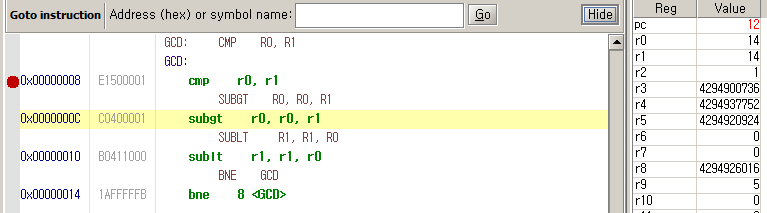 Goto instruction Address (hex) or symbol name: Go Hide
GCD: CMP R0, R1
GCD:
0x00000008 E1500001 cmp r0, r1
SUBGT R0, R0, R1
0x0000000C C0400001 subgt r0, r0, r1
SUBLT R1, R1, R0
0x00000010 B0411000 sublt r1, r1, r0
BNE GCD
0x00000014 1AFFFFFB bne 8 <GCD>
Reg Value
pc 12
r0 14
r1 14
r2 1
r3 4294900736
r4 4294937752
r5 4294920924
r6 0
r7 0
r8 4294926016
r9 5
r10 0